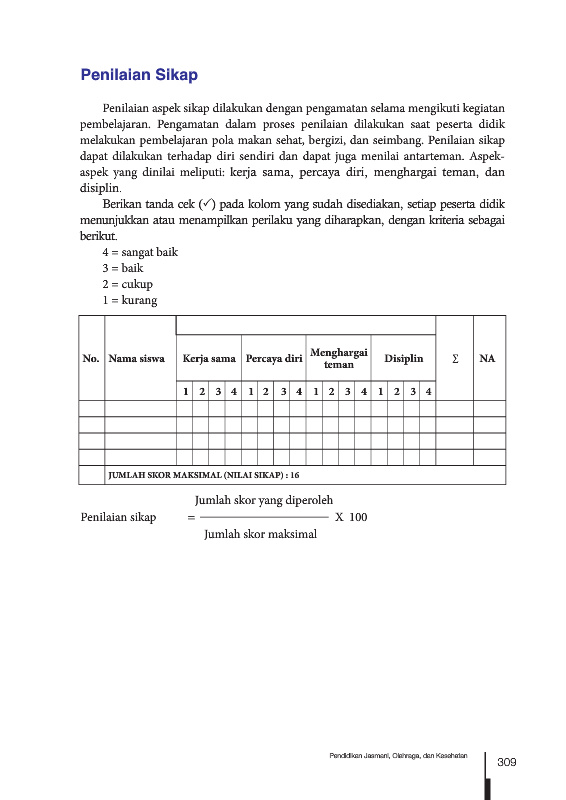 Penilaian Sikap
Penilaian aspek sikap dilakukan dengan pengamatan selama mengikuti kegiatan
pembelajaran. Pengamatan dalam proses penilaian dilakukan saat peserta didik
melakukan pembelajaran pola makan sehat, bergizi, dan seimbang. Penilaian sikap
dapat dilakukan terhadap diri sendiri dan dapat juga menilai antarteman. Aspek-
aspek yang dinilai meliputi: kerja sama, percaya diri, menghargai teman, dan
disiplin.
Berikan tanda cek (✓) pada kolom yang sudah disediakan, setiap peserta didik
menunjukkan atau menampilkan perilaku yang diharapkan, dengan kriteria sebagai
berikut.
4 = sangat baik
3 = baik
2 = cukup
1 = kurang
No. Nama siswa Kerja sama Percaya diri Menghargai teman Disiplin Σ NA
1 2 3 4 1 2 3 4 1 2 3 4 1 2 3 4
JUMLAH SKOR MAKSIMAL (NILAI SIKAP) : 16
Jumlah skor yang diperoleh
Penilaian sikap = X 100
Jumlah skor maksimal
Pendidikan Jasmani, Olahraga, dan Kesehatan 309